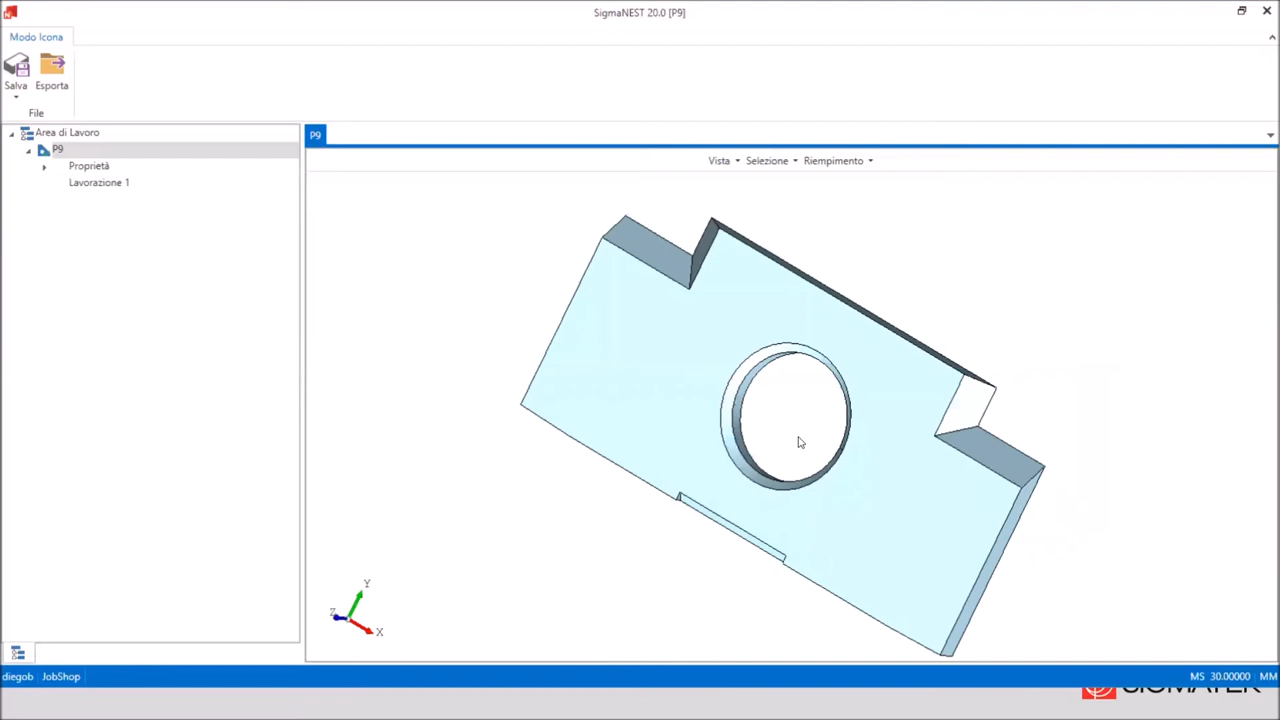 SigmaNEST 20.0 [P9]
Modo Icona
Salva
Esporta
File
Area di Lavoro
P9
Proprietà
Lavorazione 1
P9
Vista
Selezione
Riempimento
Y
Z
X
diegob
JobShop
MS 30.00000
MM